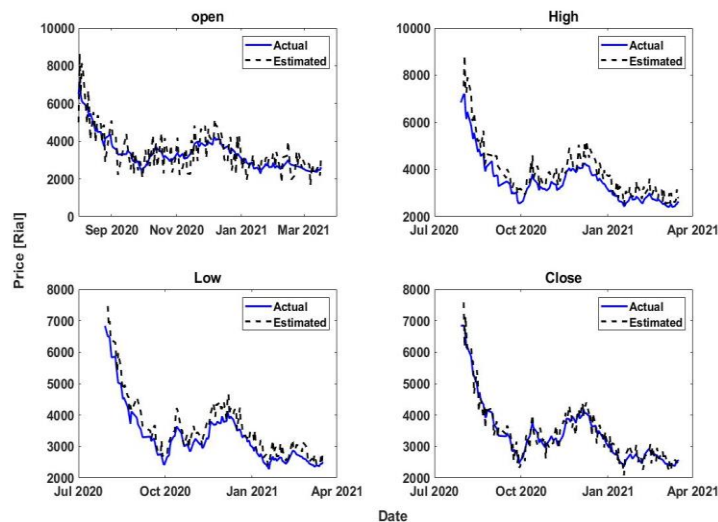 open
10000
8000
6000
4000
2000
0
Sep 2020 Nov 2020 Jan 2021 Mar 2021
Actual
Estimated
High
10000
8000
6000
4000
2000
Jul 2020 Oct 2020 Jan 2021 Apr 2021
Actual
Estimated
Price [Rial]
Low
8000
7000
6000
5000
4000
3000
2000
Jul 2020 Oct 2020 Jan 2021 Apr 2021
Actual
Estimated
Close
8000
7000
6000
5000
4000
3000
2000
Jul 2020 Oct 2020 Jan 2021 Apr 2021
Actual
Estimated
Date